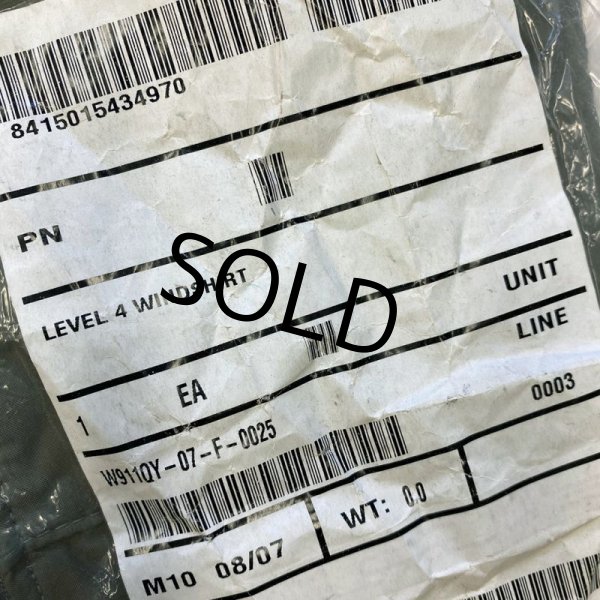 8415015434970
PN
LEVEL 4 WINDSHIRT
SOLD
1 EA UNIT
W911QY-07-F-0025 LINE
0003
M10 08/07 WT: 0.0